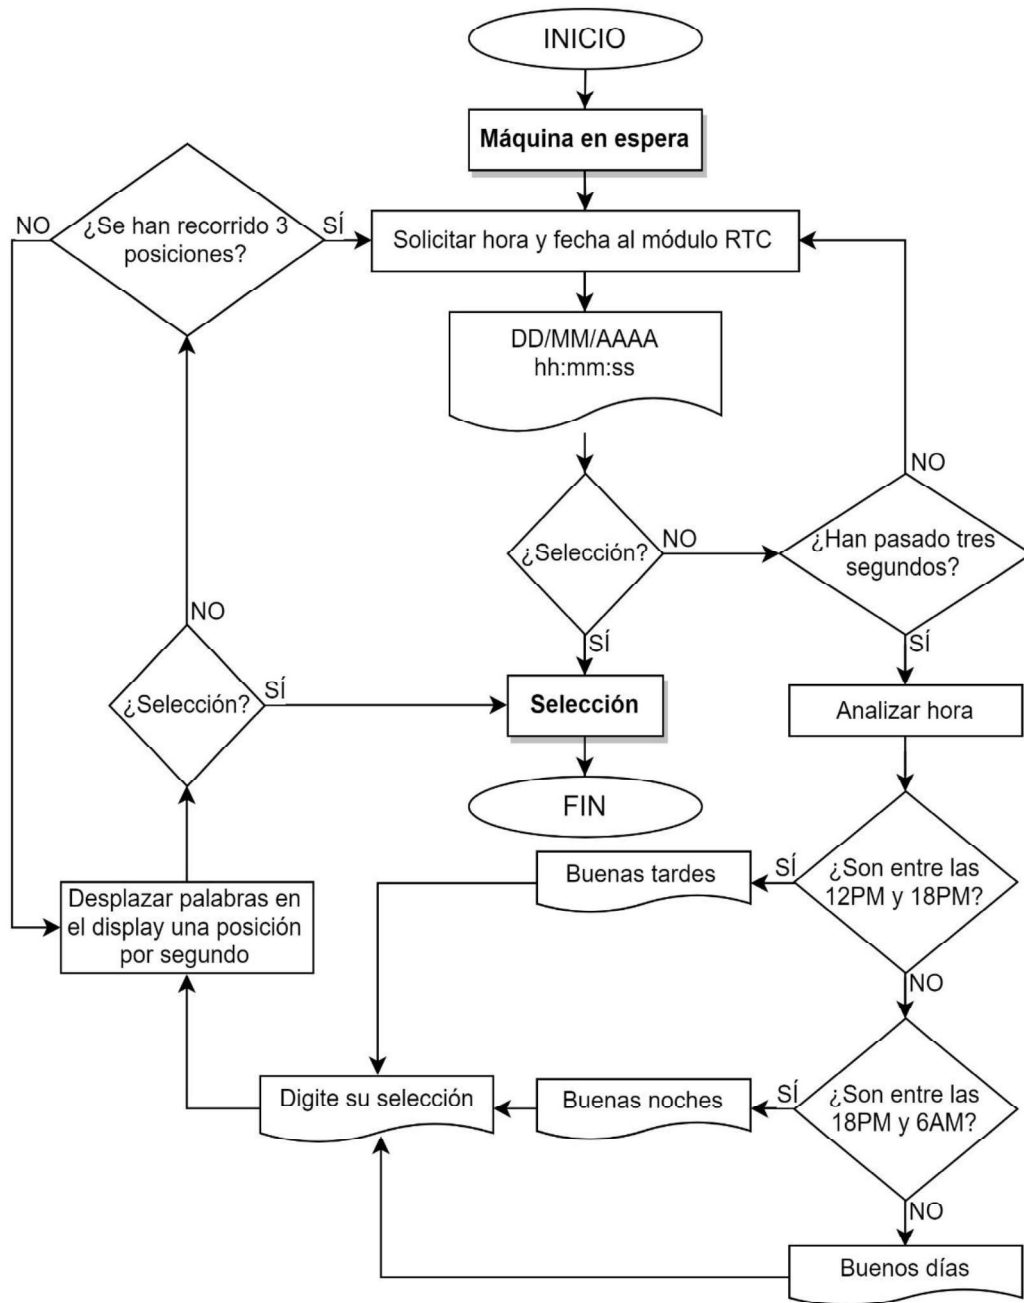 INICIO
Máquina en espera
¿Se han recorrido 3
posiciones?
NO
SÍ
Solicitar hora y fecha al módulo RTC
DD/MM/AAAA
hh:mm:ss
NO
¿Selección?
NO
¿Han pasado tres
segundos?
NO
SÍ
SÍ
¿Selección?
SÍ
Selección
Analizar hora
FIN
Buenas tardes
SÍ
¿Son entre las
12PM y 18PM?
Desplazar palabras en
el display una posición
por segundo
NO
Digite su selección
Buenas noches
SÍ
¿Son entre las
18PM y 6AM?
NO
Buenos días